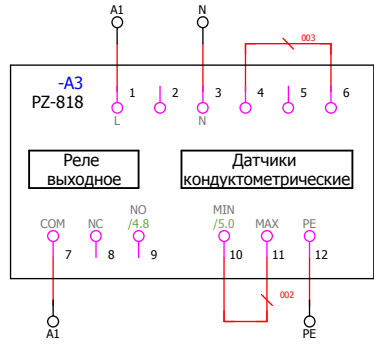 A1 N
003
-A3
PZ-818
1 2 3 4 5 6
L N
Реле
выходное
Датчики
кондуктометрические
COM NC NO MIN MAX PE
/4.8 /5.0
7 8 9 10 11 12
002
A1 PE